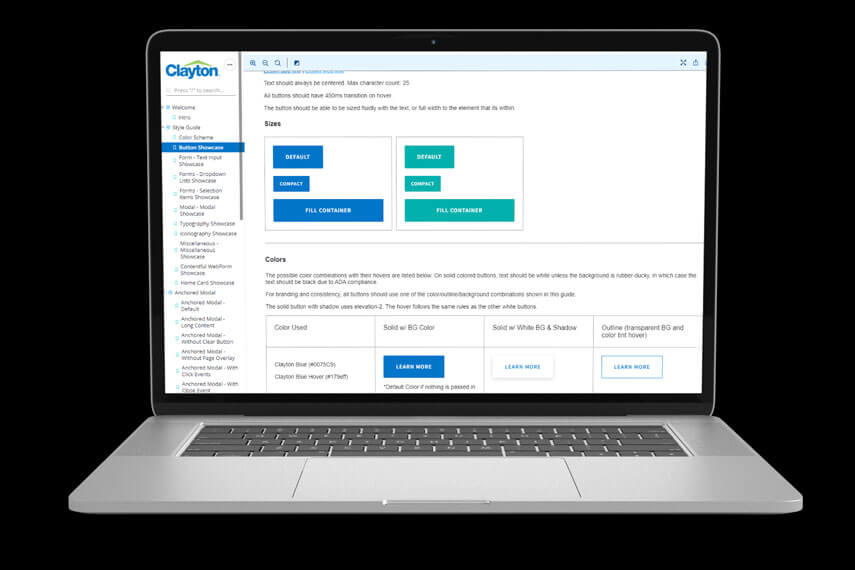 Clayton
Press "/" to search...
Welcome
Intro
Style Guide
Color Scheme
Button Showcase
Form - Text Input
Showcase
Forms - Dropdown
Lists Showcase
Forms - Selection
Items Showcase
Modal - Modal
Showcase
Typography Showcase
Iconography Showcase
Miscellaneous -
Miscellaneous
Showcase
Contentful WebForm
Showcase
Home Card Showcase
Anchored Modal
Anchored Modal -
Default
Anchored Modal -
Long Content
Anchored Modal -
Without Clear Button
Anchored Modal -
Without Page Overlay
Anchored Modal - With
Click Events
Anchored Modal - With
Close Event
Text should always be centered. Max character count: 25
All buttons should have 450ms transition on hover
The button should be able to be sized fluidly with the text, or full width to the element that its within.
Sizes
DEFAULT
COMPACT
FILL CONTAINER
DEFAULT
COMPACT
FILL CONTAINER
Colors
The possible color combinations with their hovers are listed below. On solid colored buttons, text should be white unless the background is rubber-ducky, in which case the
text should be black due to ADA compliance.
For branding and consistency, all buttons should use one of the color/outline/background combinations shown in this guide.
The solid button with shadow uses elevation-2. The hover follows the same rules as the other white buttons.
Color Used
Solid w/ BG Color
Solid w/ White BG & Shadow
Outline (transparent BG and
color tint hover)
Clayton Blue (#0075C9)
Clayton Blue Hover (#179eff)
LEARN MORE
*Default Color if nothing is passed in
LEARN MORE
LEARN MORE